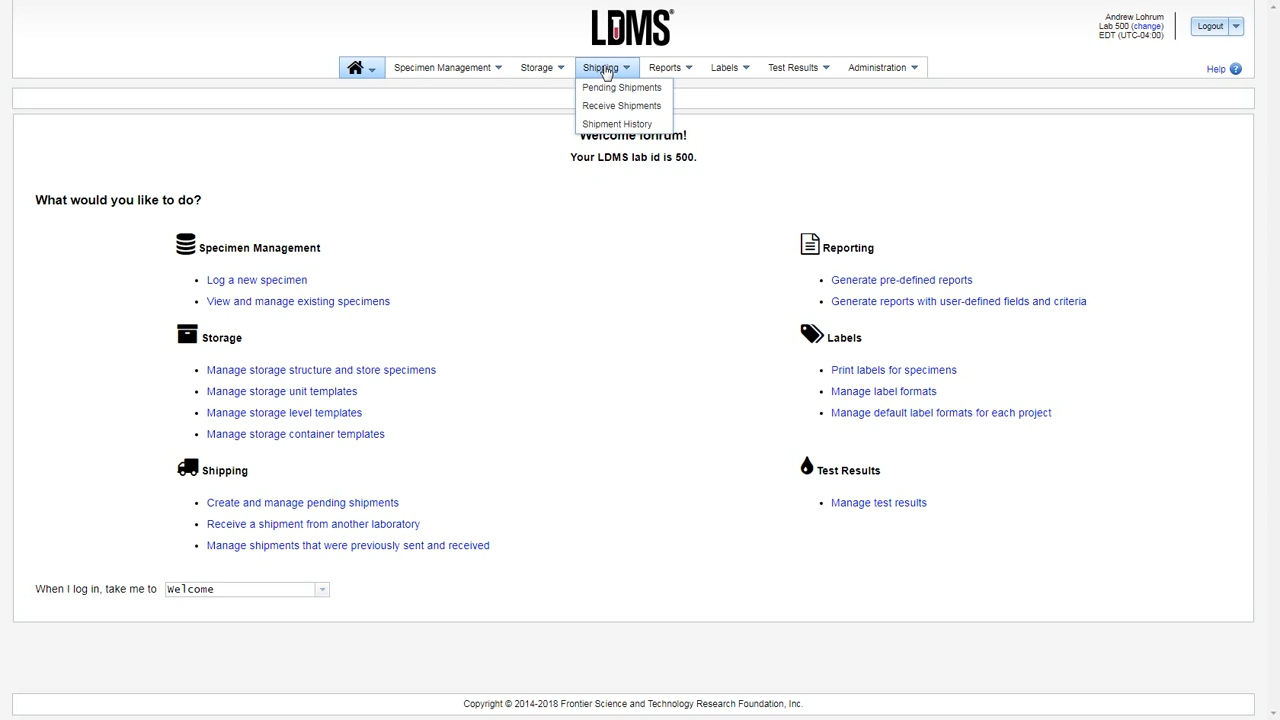 LDMS®
Andrew Lohrum
Lab 500 (change)
EDT (UTC-04:00)
Logout
Specimen Management
Storage
Shipping
Reports
Labels
Test Results
Administration
Help
Pending Shipments
Receive Shipments
Shipment History
Welcome lohrum!
Your LDMS lab id is 500.
What would you like to do?
Specimen Management
Log a new specimen
View and manage existing specimens
Storage
Manage storage structure and store specimens
Manage storage unit templates
Manage storage level templates
Manage storage container templates
Shipping
Create and manage pending shipments
Receive a shipment from another laboratory
Manage shipments that were previously sent and received
Reporting
Generate pre-defined reports
Generate reports with user-defined fields and criteria
Labels
Print labels for specimens
Manage label formats
Manage default label formats for each project
Test Results
Manage test results
When I log in, take me to Welcome
Copyright © 2014-2018 Frontier Science and Technology Research Foundation, Inc.